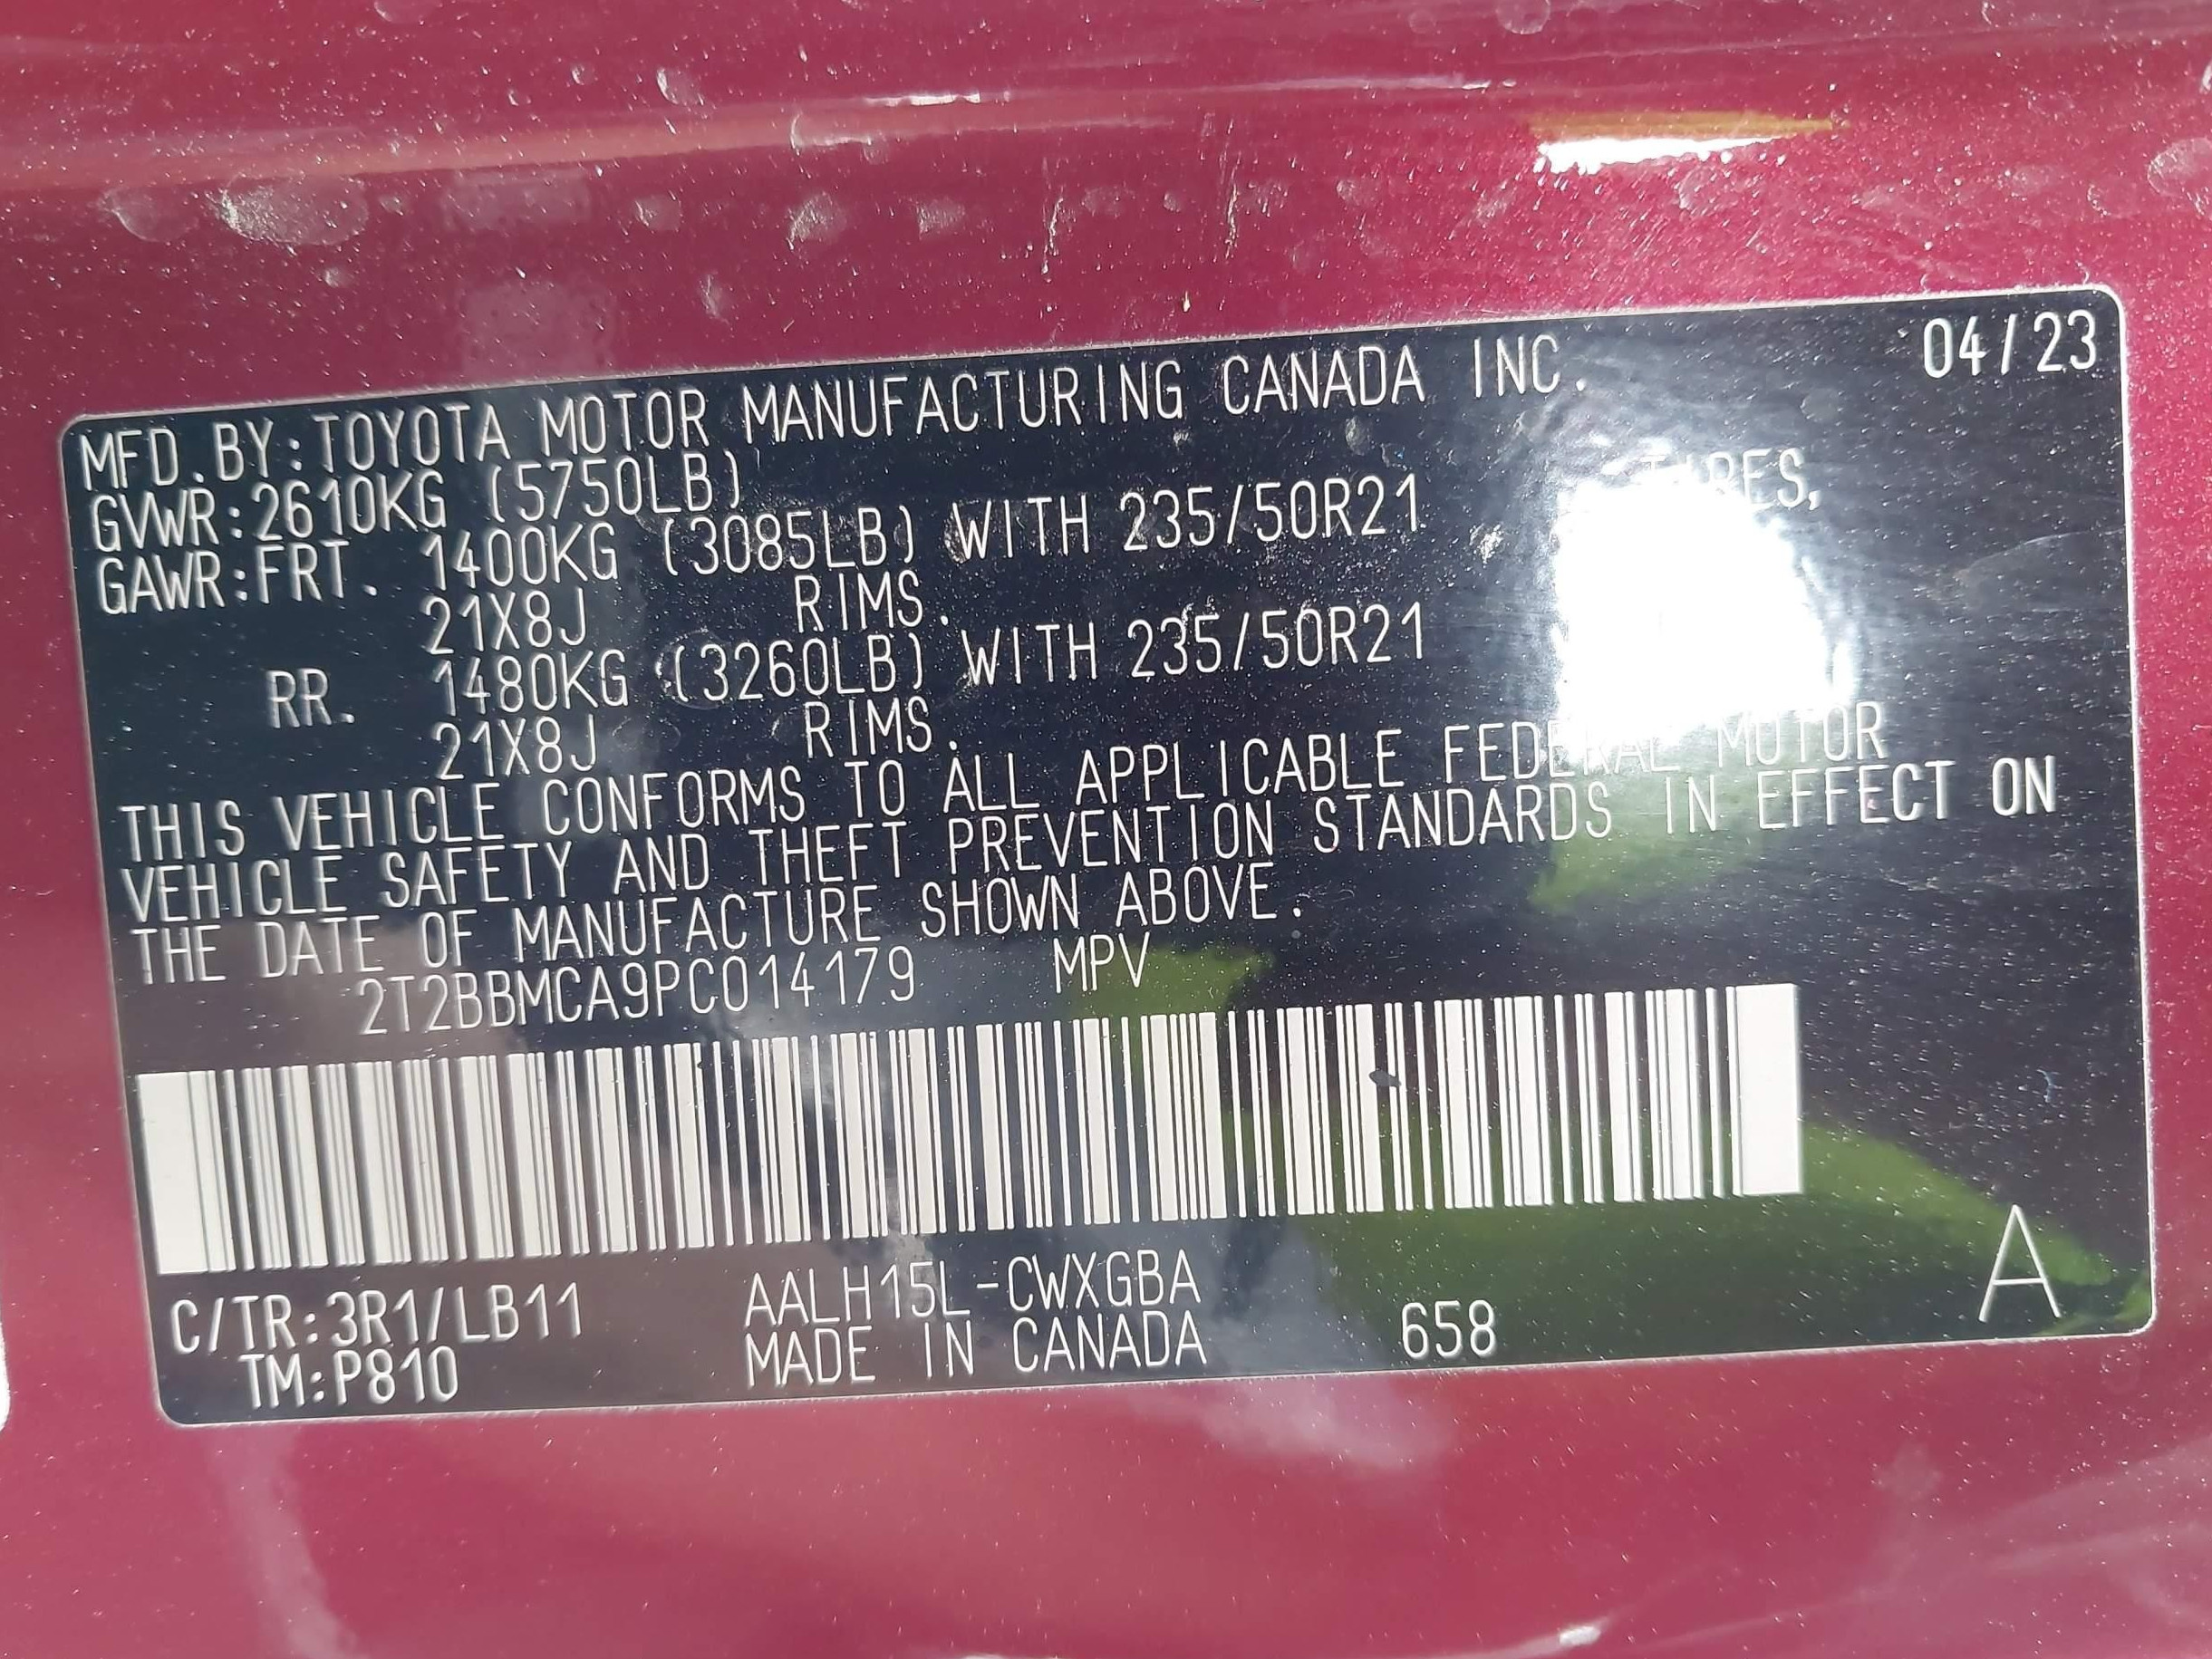 04/23
MFD.BY:TOYOTA MOTOR MANUFACTURING CANADA INC.
GVWR:2610KG (5750LB)
GAWR:FRT. 1400KG (3085LB) WITH 235/50R21 TIRES,
21X8J RIMS.
RR. 1480KG (3260LB) WITH 235/50R21
21X8J RIMS.
THIS VEHICLE CONFORMS TO ALL APPLICABLE FEDERAL MOTOR
VEHICLE SAFETY AND THEFT PREVENTION STANDARDS IN EFFECT ON
THE DATE OF MANUFACTURE SHOWN ABOVE.
2T2BBMCA9PC014179 MPV
C/TR:3R1/LB11 AALH15L-CWXGBA
TM:P810 MADE IN CANADA 658 A